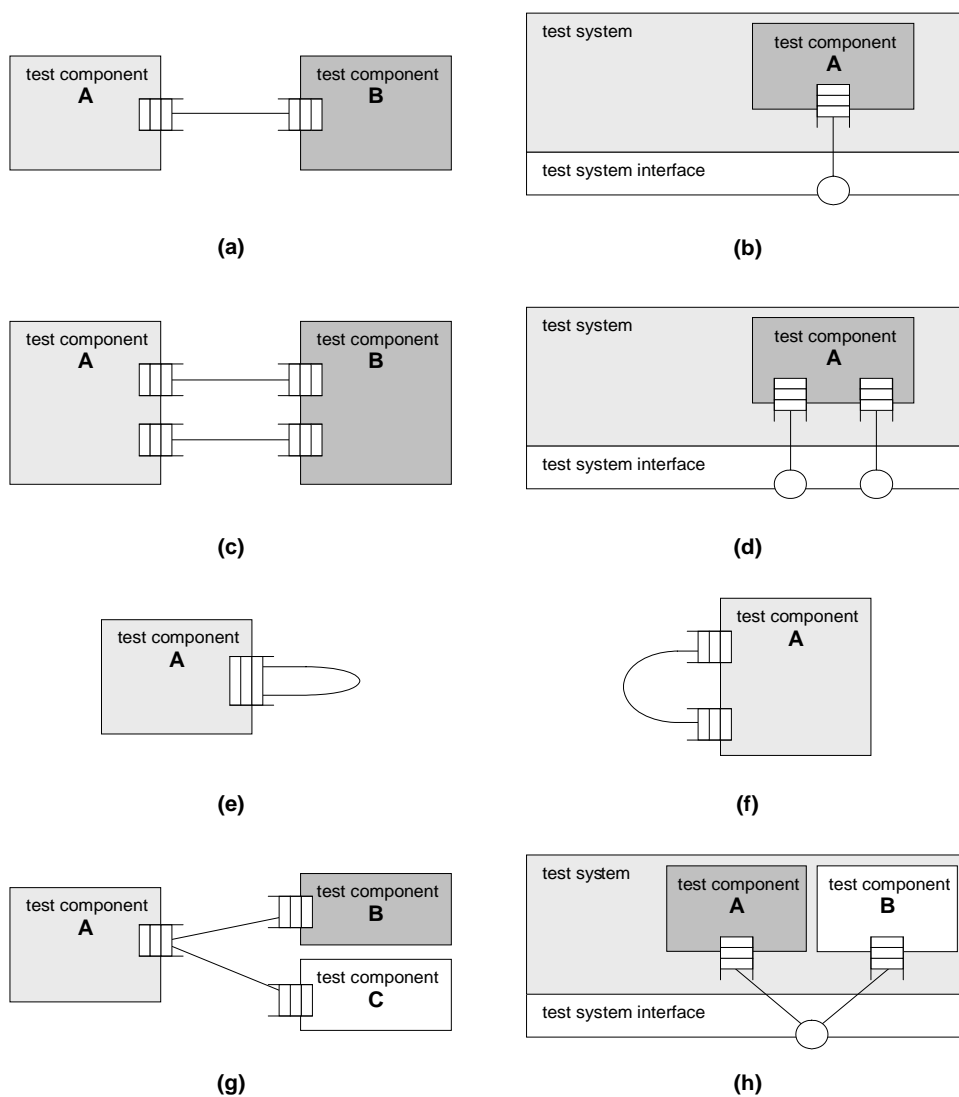 test component
A
test component
B
(a)
test system
test component
A
test system interface
(b)
test component
A
test component
B
(c)
test system
test component
A
test system interface
(d)
test component
A
(e)
test component
A
(f)
test component
A
test component
B
test component
C
(g)
test system
test component
A
test component
B
test system interface
(h)